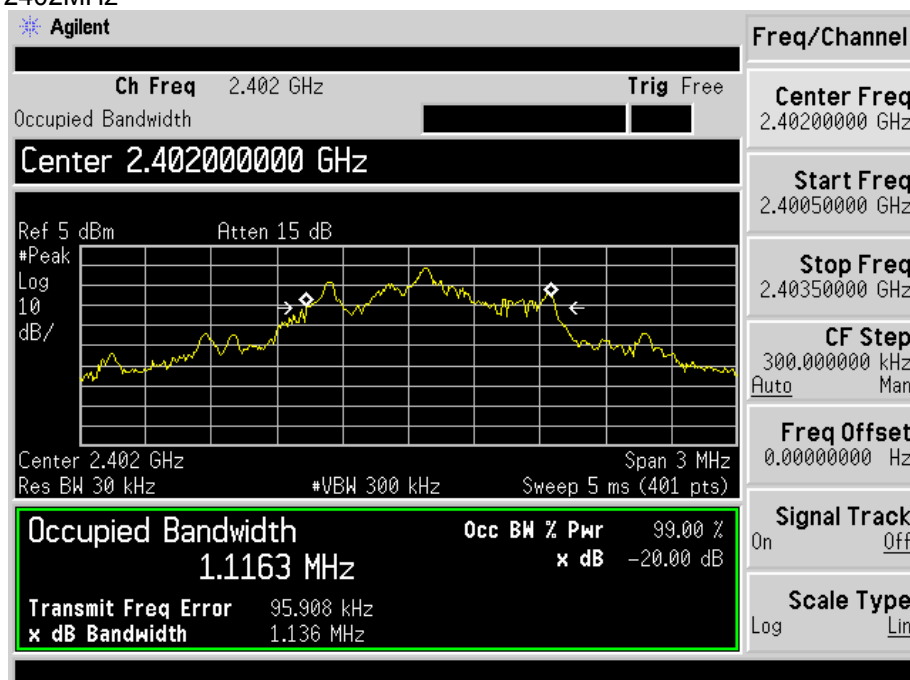 2402MHz
Agilent
Freq/Channel
Ch Freq 2.402 GHz Trig Free
Occupied Bandwidth
Center 2.402000000 GHz
Center Freq
2.40200000 GHz
Start Freq
2.40050000 GHz
Ref 5 dBm Atten 15 dB
#Peak
Log
10
dB/
Stop Freq
2.40350000 GHz
CF Step
300.000000 kHz
Auto Man
Freq Offset
0.00000000 Hz
Center 2.402 GHz Span 3 MHz
Res BW 30 kHz #VBW 300 kHz Sweep 5 ms (401 pts)
Occupied Bandwidth Occ BW % Pwr 99.00 %
1.1163 MHz x dB -20.00 dB
Transmit Freq Error 95.908 kHz
x dB Bandwidth 1.136 MHz
Signal Track
On Off
Scale Type
Log Lin